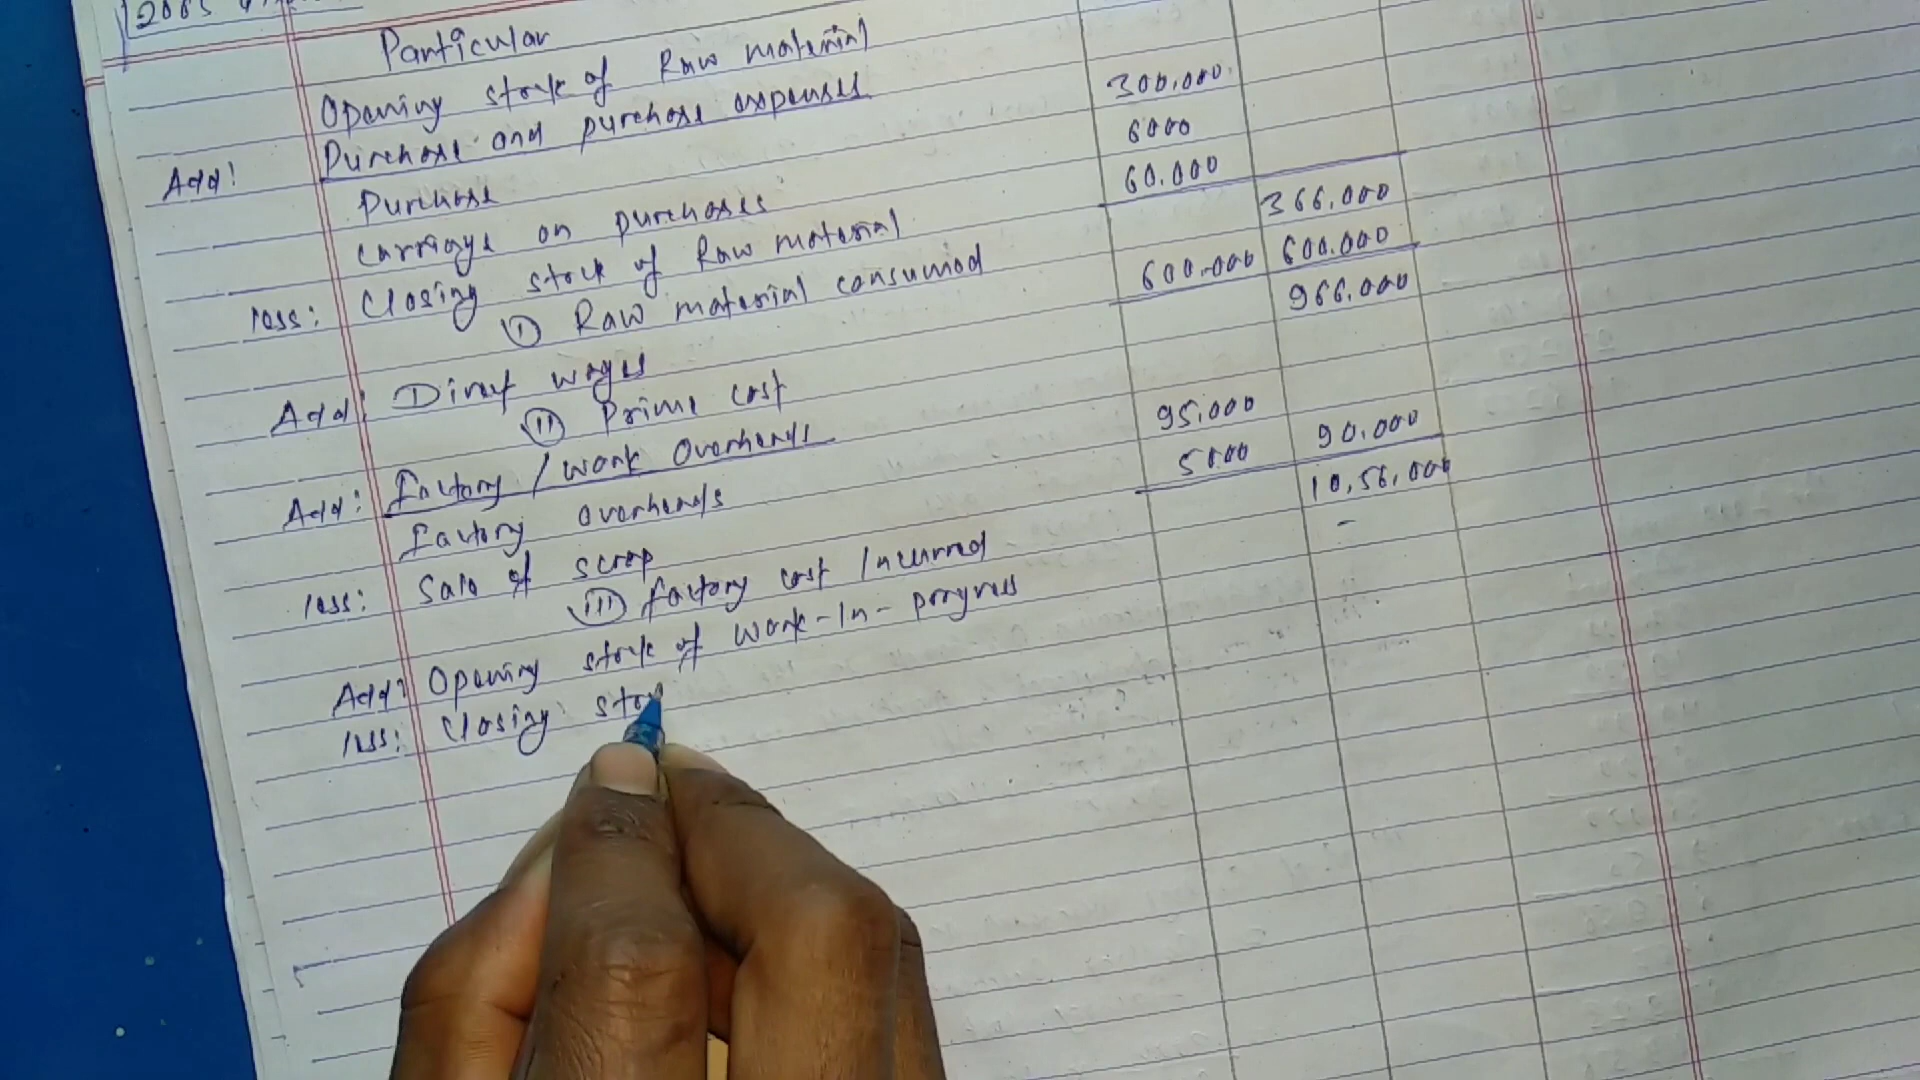 2065
Particular
Opening stock of Raw material
Add: Purchase and purchase expenses
Purchase 300,000
carriage on purchases 6000
less: Closing stock of Raw material 60.000
(I) Raw material consumed 366,000
Add: Direct wages 600.000 600.000
(II) Prime cost 966.000
Add: Factory / work Overheads
Factory overheads 95,000
less: Sale of scrap 5000 90.000
(III) factory cost Incurred 10,56,000
Add: Opening stock of work-In-progress -
less: Closing sto